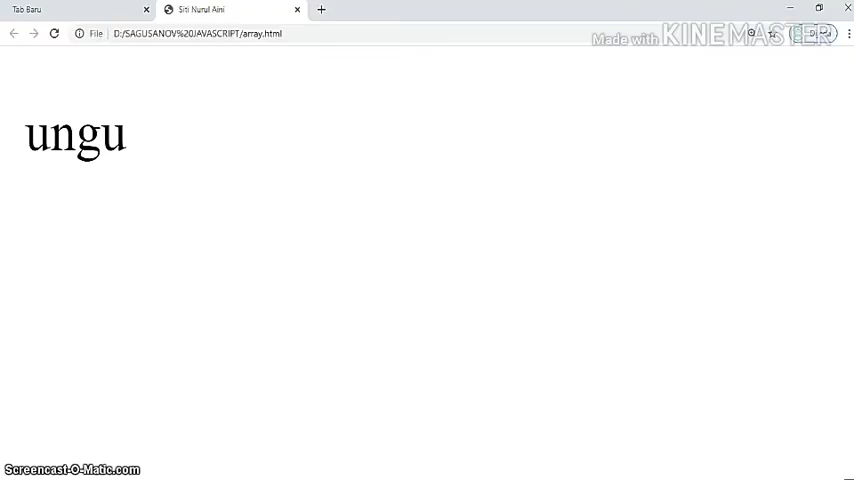 Tab Baru
Siti Nurul Aini
File
D:/SAGUSANOV%20JAVASCRIPT/array.html
Made with KINEMASTER
ungu
Screencast-O-Matic.com